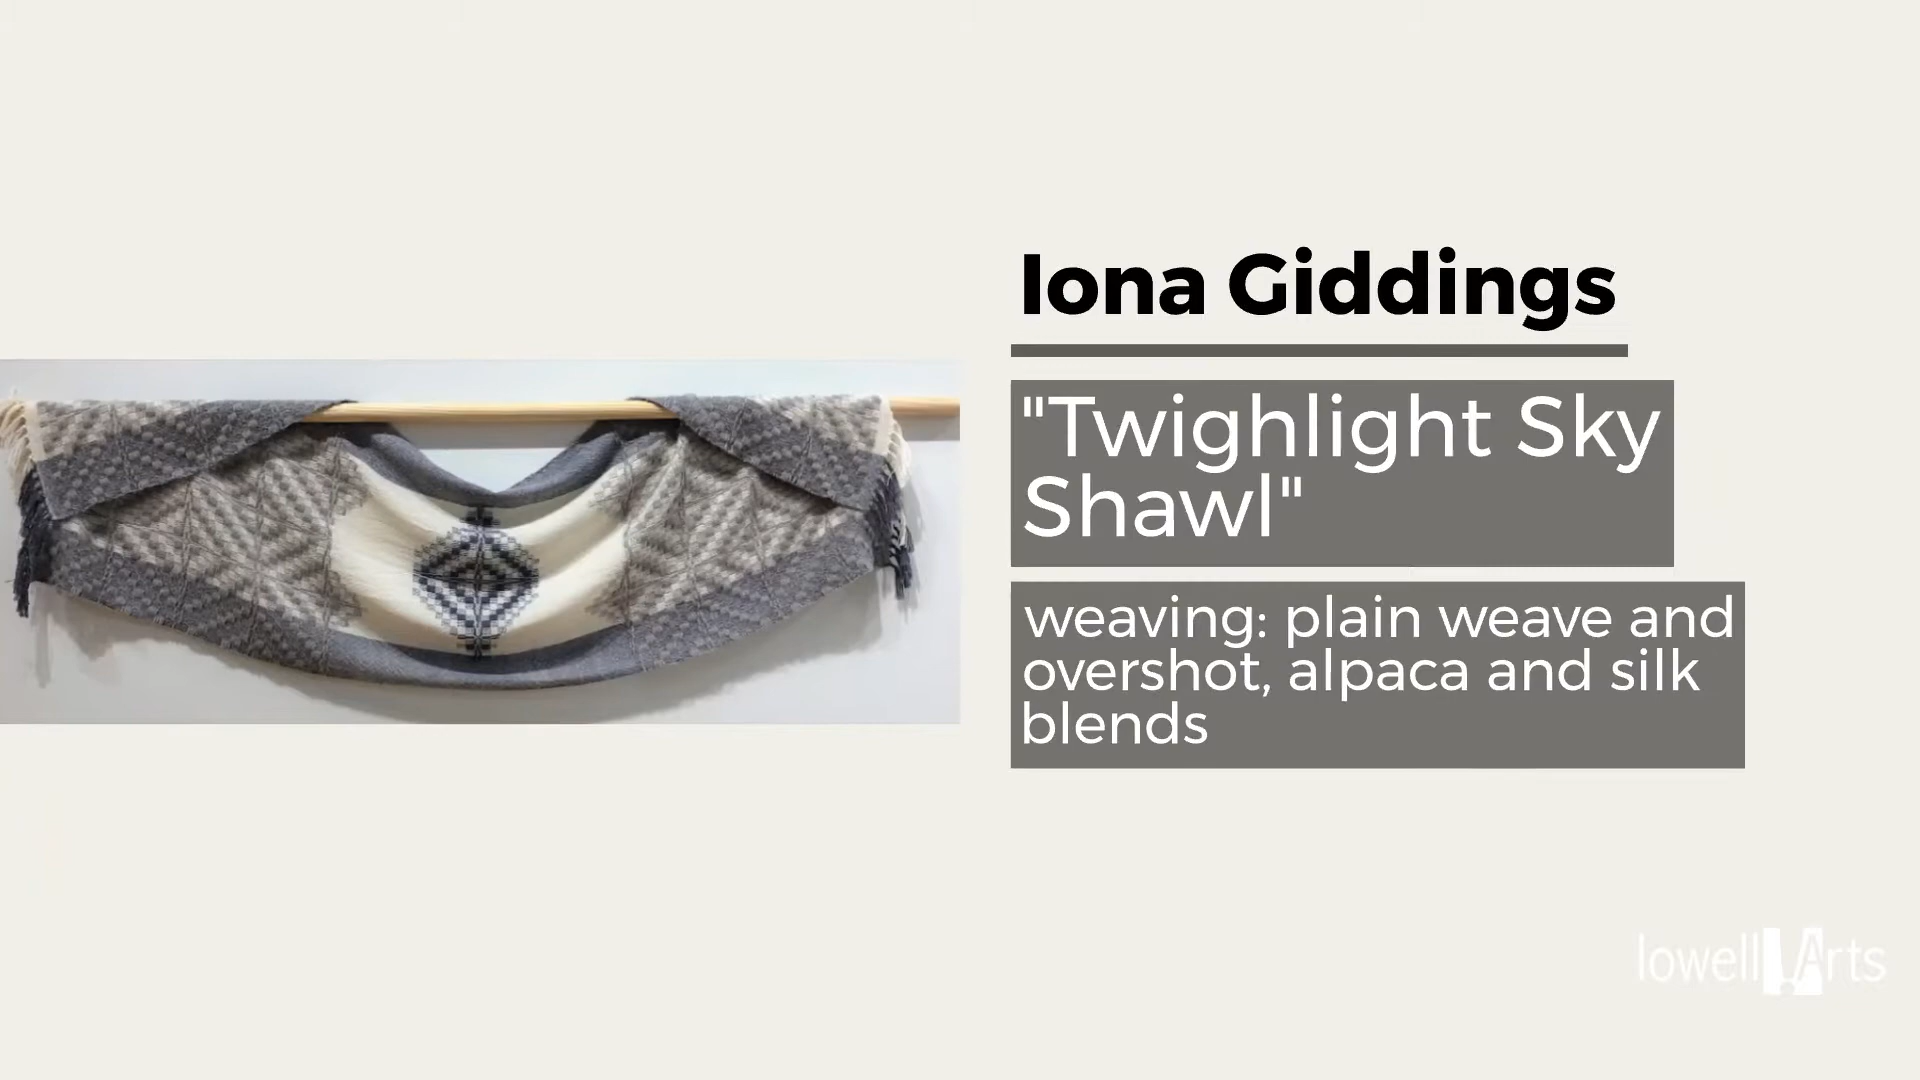 Iona Giddings
"Twighlight Sky
Shawl"
weaving: plain weave and
overshot, alpaca and silk
blends
lowell!Arts